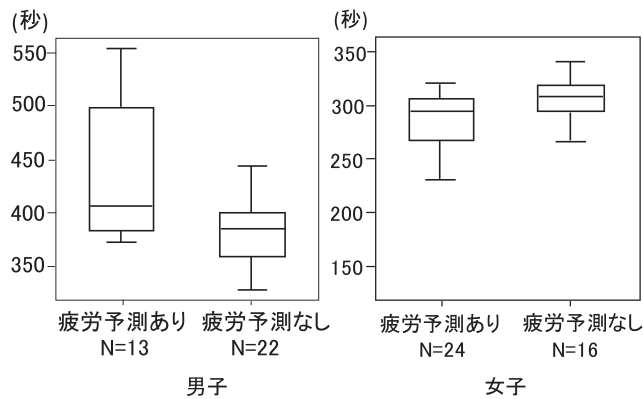 (秒)
550
500
450
400
350
疲労予測あり
N=13
疲労予測なし
N=22
男子
(秒)
350
300
250
200
150
疲労予測あり
N=24
疲労予測なし
N=16
女子